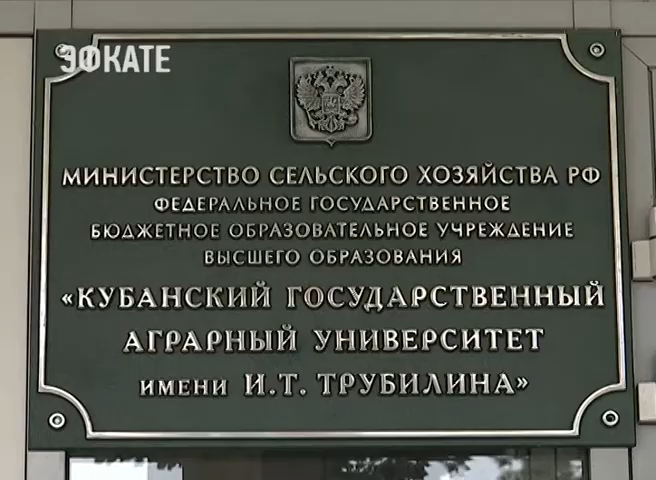 ЭФКАТЕ
МИНИСТЕРСТВО СЕЛЬСКОГО ХОЗЯЙСТВА РФ
ФЕДЕРАЛЬНОЕ ГОСУДАРСТВЕННОЕ
БЮДЖЕТНОЕ ОБРАЗОВАТЕЛЬНОЕ УЧРЕЖДЕНИЕ
ВЫСШЕГО ОБРАЗОВАНИЯ
«КУБАНСКИЙ ГОСУДАРСТВЕННЫЙ
АГРАРНЫЙ УНИВЕРСИТЕТ
ИМЕНИ И.Т. ТРУБИЛИНА»